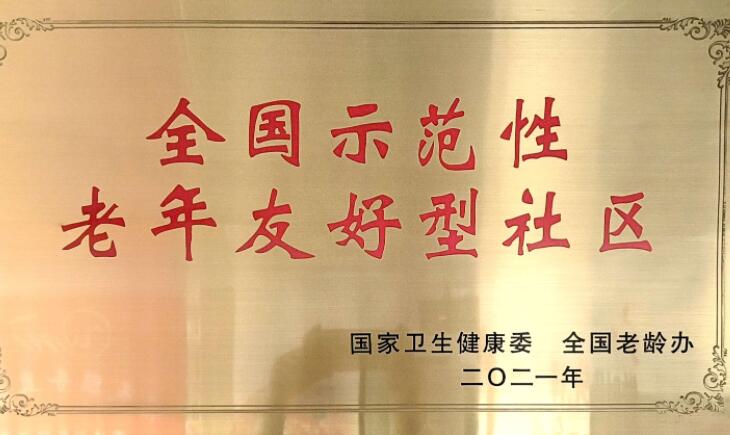 全国示范性
老年友好型社区
国家卫生健康委　全国老龄办
二〇二一年